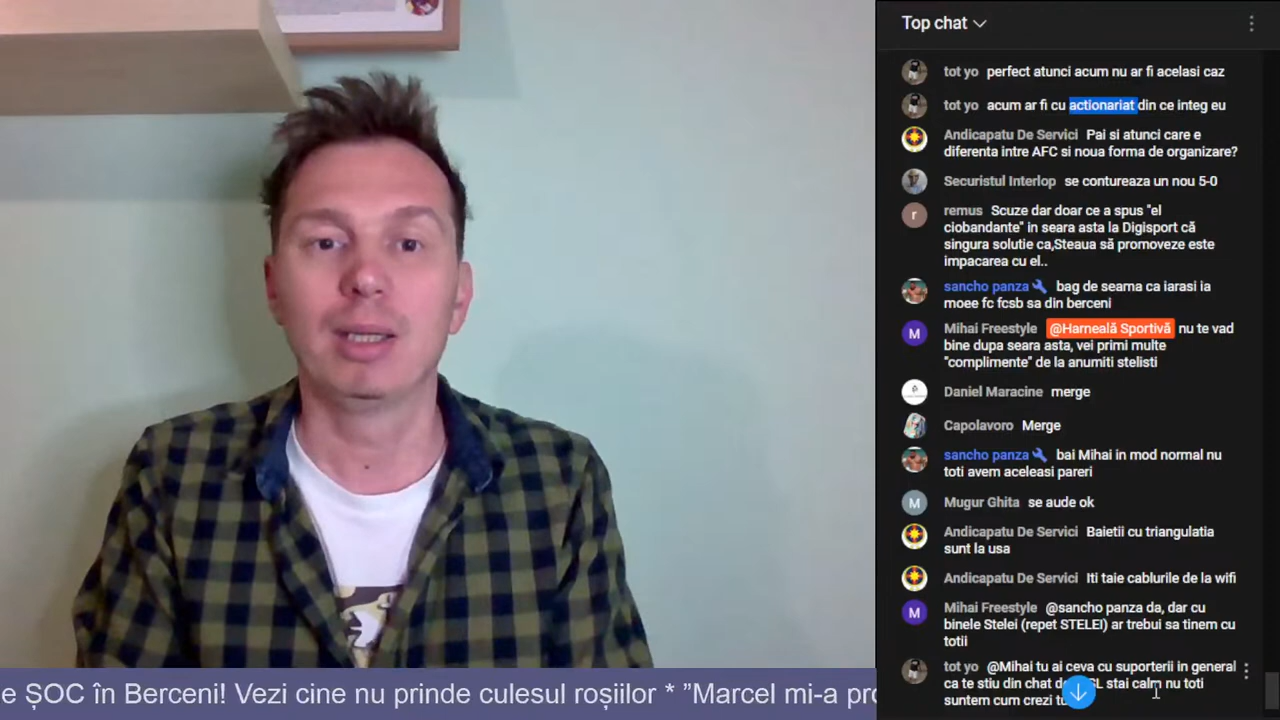 Top chat
tot yo perfect atunci acum nu ar fi acelasi caz
tot yo acum ar fi cu actionariat din ce integ eu
Andicapatu De Servici Pai si atunci care e
diferenta intre AFC si noua forma de organizare?
Securistul Interlop se contureaza un nou 5-0
r
remus Scuze dar doar ce a spus "el
ciobandante" in seara asta la Digisport că
singura solutie ca,Steaua să promoveze este
impacarea cu el..
sancho panza bag de seama ca iarasi ia
moee fc fcsb sa din berceni
M
Mihai Freestyle @Harneală Sportivă nu te vad
bine dupa seara asta, vei primi multe
"complimente" de la anumiti stelisti
Daniel Maracine merge
Capolavoro Merge
sancho panza bai Mihai in mod normal nu
toti avem aceleasi pareri
M
Mugur Ghita se aude ok
Andicapatu De Servici Baietii cu triangulatia
sunt la usa
Andicapatu De Servici Iti taie cablurile de la wifi
M
Mihai Freestyle @sancho panza da, dar cu
binele Stelei (repet STELEI) ar trebui sa tinem cu
totii
tot yo @Mihai tu ai ceva cu suporterii in general
ca te stiu din chat stai calm nu toti
suntem cum crezi
e ȘOC în Berceni! Vezi cine nu prinde culesul roșiilor * ”Marcel mi-a pro